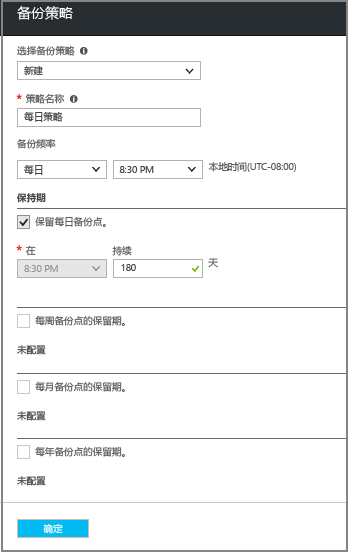 备份策略
选择备份策略
新建
* 策略名称
每日策略
备份频率
每日 8:30 PM 本地时间(UTC-08:00)
保持期
保留每日备份点。
* 在 持续
8:30 PM 180 天
每周备份点的保留期。
未配置
每月备份点的保留期。
未配置
每年备份点的保留期。
未配置
确定